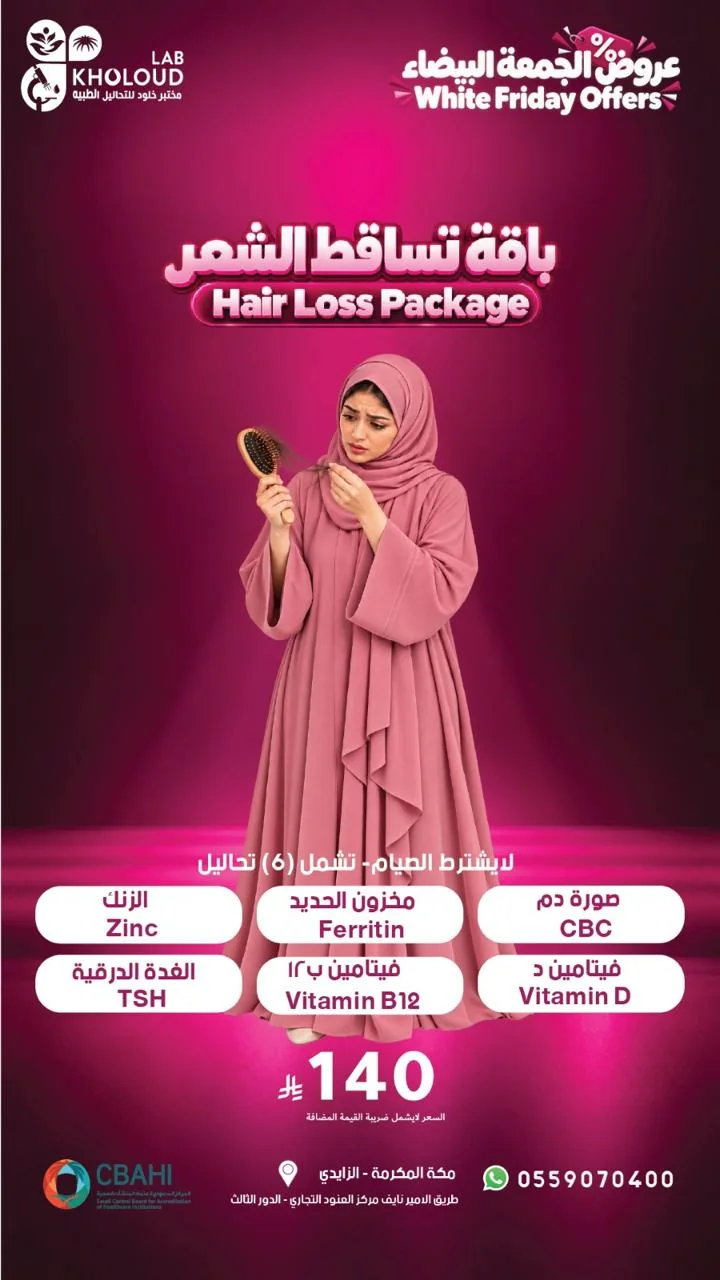 LAB
KHOLOUD
مختبر خلود للتحاليل الطبية
عروض الجمعة البيضاء
White Friday Offers
باقة تساقط الشعر
Hair Loss Package
لايشترط الصيام- تشمل (6) تحاليل
صورة دم
CBC
مخزون الحديد
Ferritin
الزنك
Zinc
فيتامين د
Vitamin D
فيتامين ب١٢
Vitamin B12
الغدة الدرقية
TSH
140
السعر لايشمل ضريبة القيمة المضافة
0559070400
مكة المكرمة - الزايدي
طريق الامير نايف مركز العنود التجاري - الدور الثالث
CBAHI